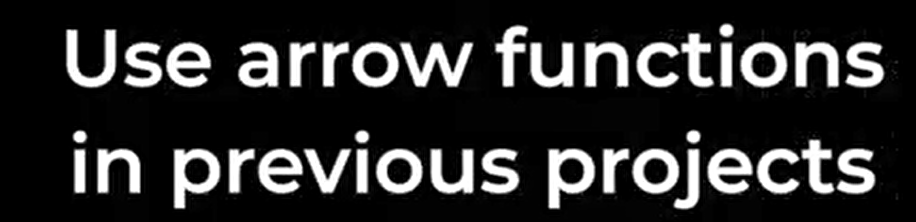 Use arrow functions
in previous projects